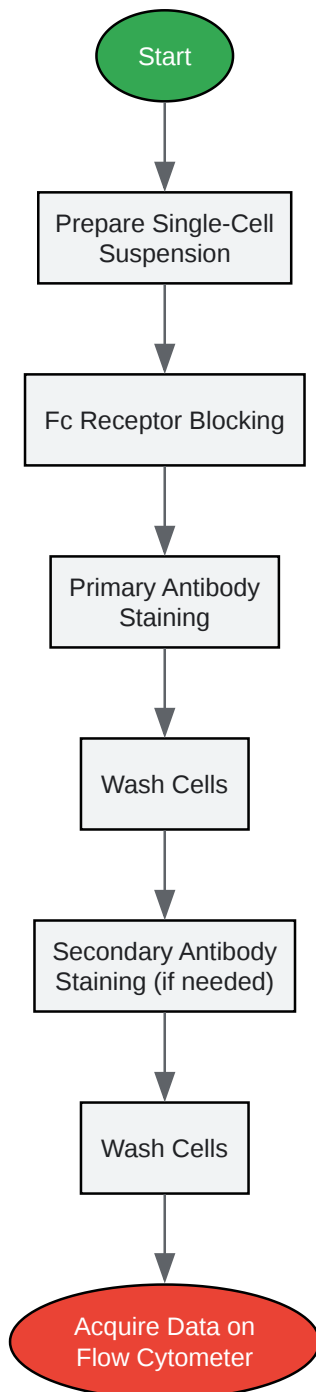 Start
Prepare Single-Cell
Suspension
Fc Receptor Blocking
Primary Antibody
Staining
Wash Cells
Secondary Antibody
Staining (if needed)
Wash Cells
Acquire Data on
Flow Cytometer